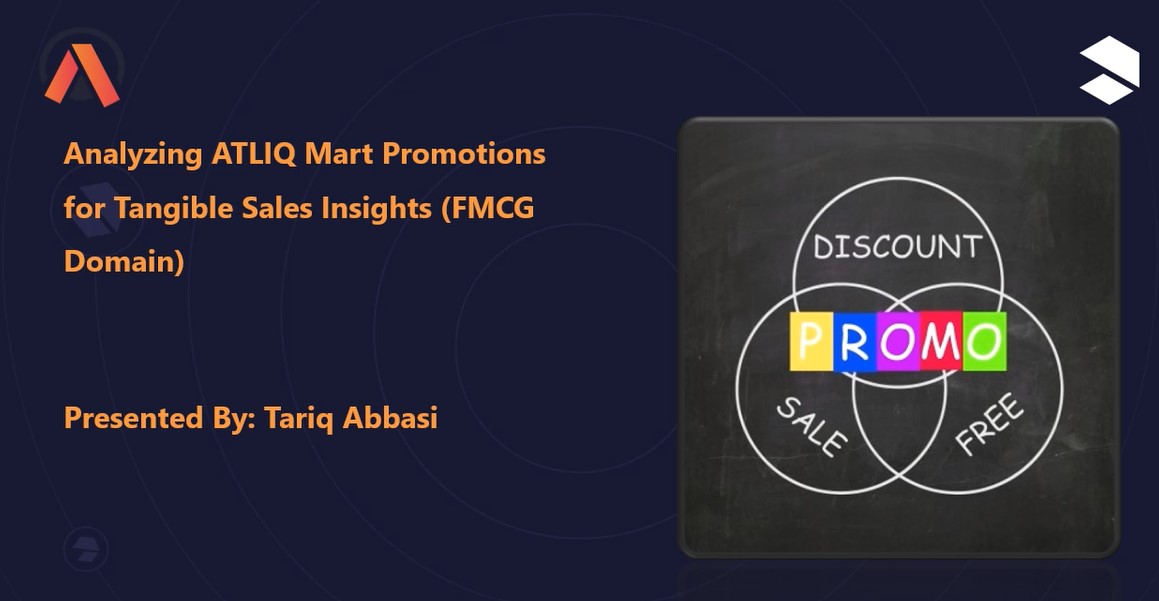 Analyzing ATLIQ Mart Promotions
for Tangible Sales Insights (FMCG
Domain)
Presented By: Tariq Abbasi
DISCOUNT
PROMO
SALE
FREE